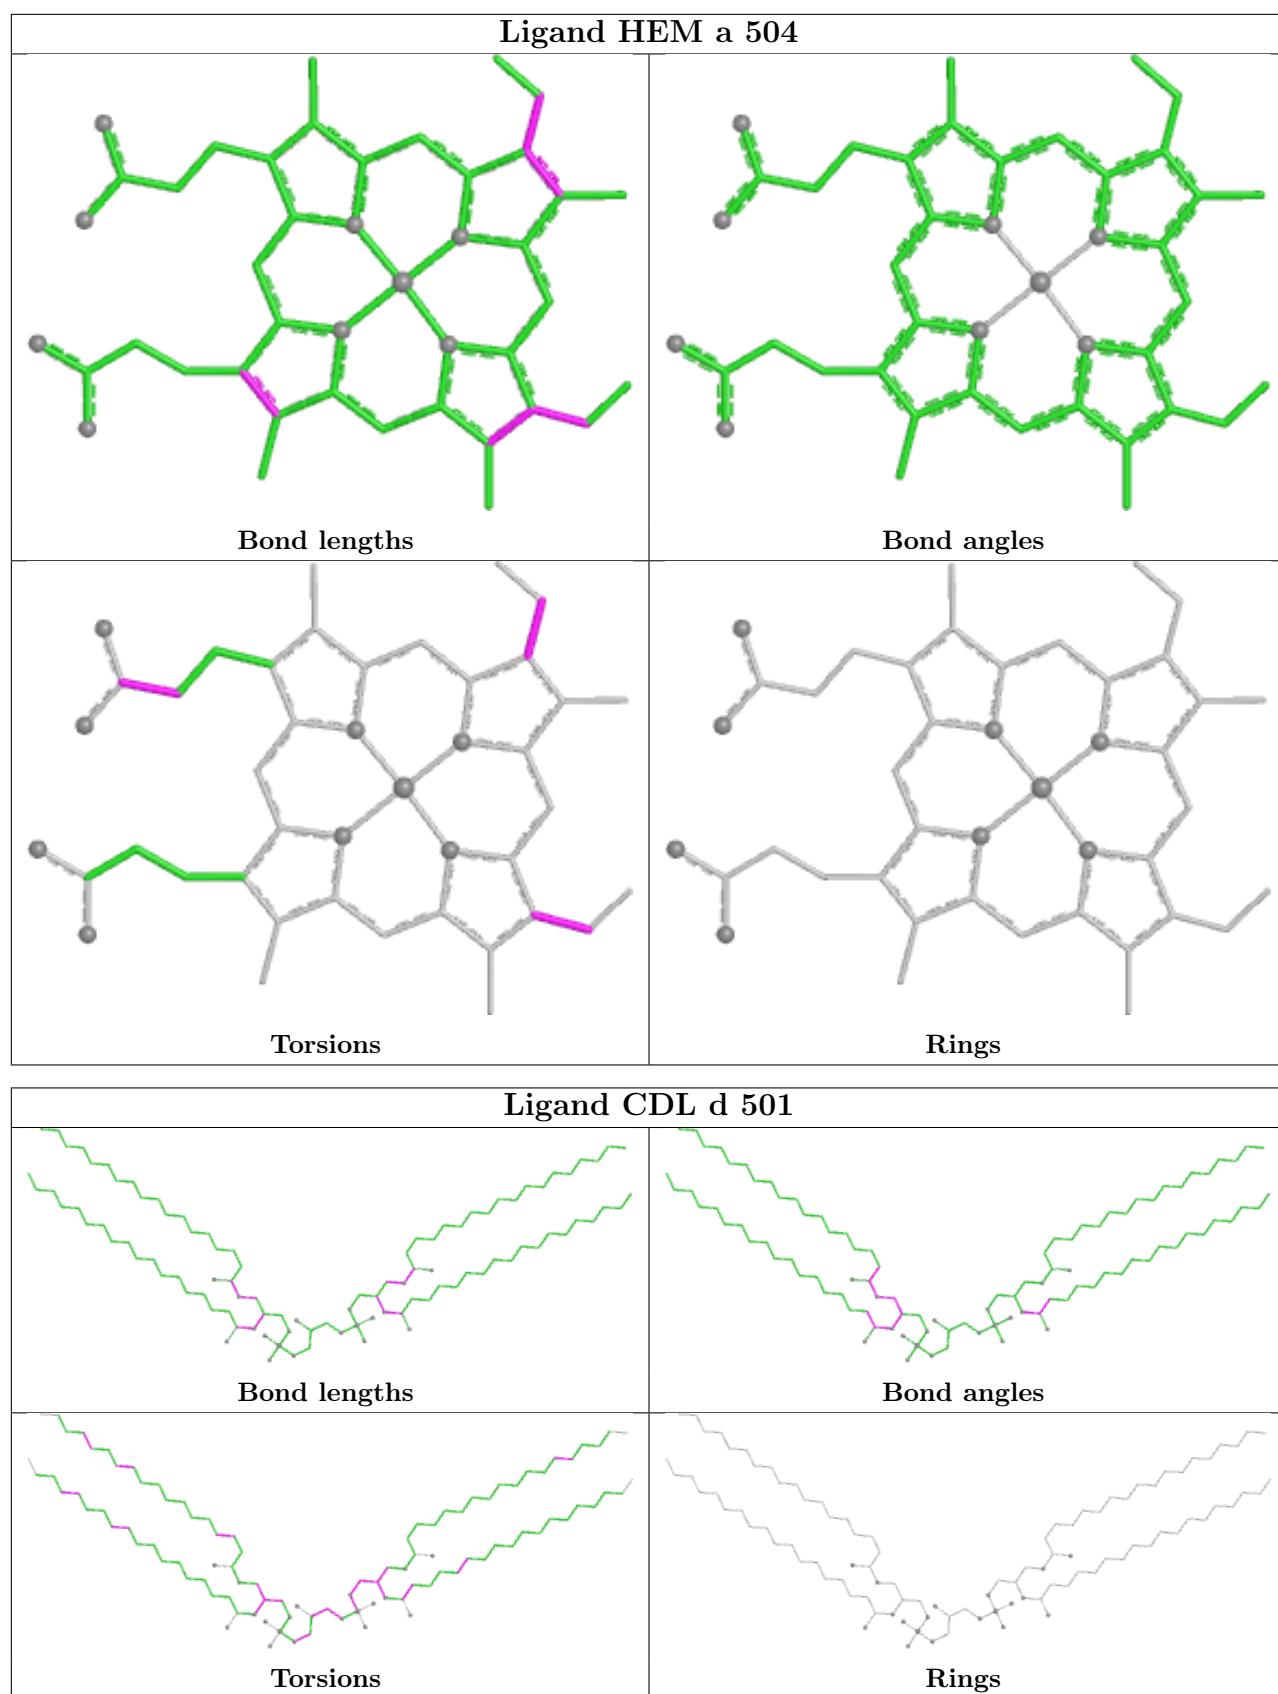 Ligand HEM a 504
Bond lengths
Bond angles
Torsions
Rings
Ligand CDL d 501
Bond lengths
Bond angles
Torsions
Rings